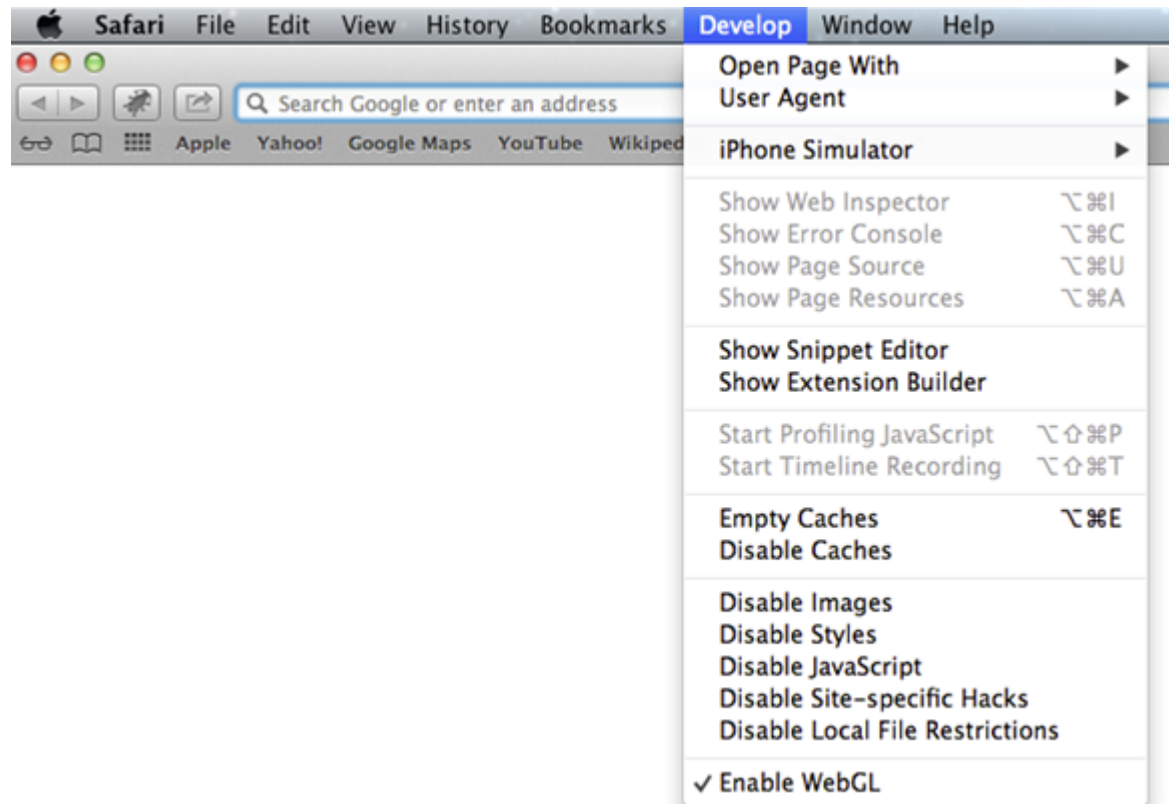 Safari File Edit View History Bookmarks Develop Window Help
Search Google or enter an address
Apple Yahoo! Google Maps YouTube Wikiped
Open Page With ▶
User Agent ▶
iPhone Simulator ▶
Show Web Inspector ⌥⌘I
Show Error Console ⌥⌘C
Show Page Source ⌥⌘U
Show Page Resources ⌥⌘A
Show Snippet Editor
Show Extension Builder
Start Profiling JavaScript ⌥⇧⌘P
Start Timeline Recording ⌥⇧⌘T
Empty Caches ⌥⌘E
Disable Caches
Disable Images
Disable Styles
Disable JavaScript
Disable Site-specific Hacks
Disable Local File Restrictions
✓ Enable WebGL